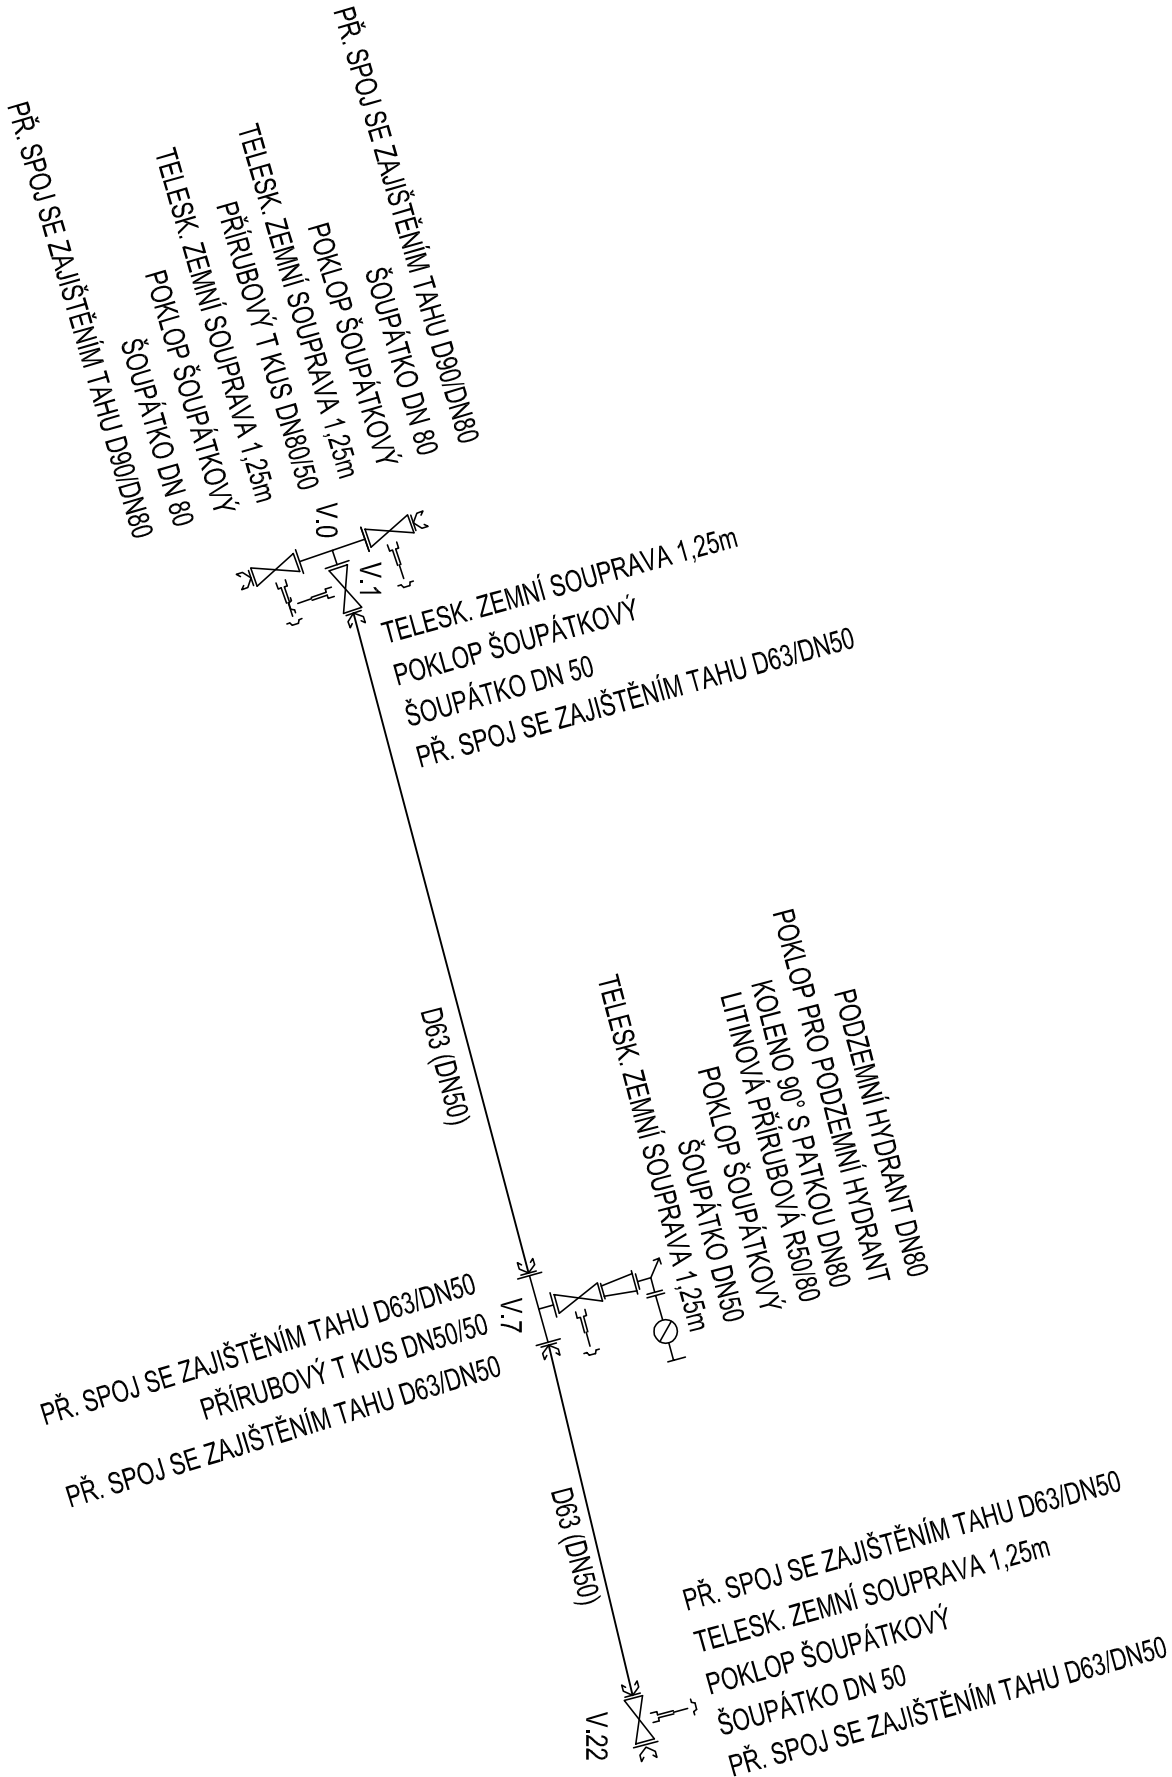 PŘ. SPOJ SE ZAJIŠTĚNÍM TAHU D90/DN80
ŠOUPÁTKO DN 80
POKLOP ŠOUPÁTKOVÝ
TELESK. ZEMNÍ SOUPRAVA 1,25m
PŘÍRUBOVÝ T KUS DN80/50
TELESK. ZEMNÍ SOUPRAVA 1,25m
POKLOP ŠOUPÁTKOVÝ
ŠOUPÁTKO DN 80
PŘ. SPOJ SE ZAJIŠTĚNÍM TAHU D90/DN80
V.0
V.1
TELESK. ZEMNÍ SOUPRAVA 1,25m
POKLOP ŠOUPÁTKOVÝ
ŠOUPÁTKO DN 50
PŘ. SPOJ SE ZAJIŠTĚNÍM TAHU D63/DN50
D63 (DN50)
PODZEMNÍ HYDRANT DN80
POKLOP PRO PODZEMNÍ HYDRANT
KOLENO 90° S PATKOU DN80
LITINOVÁ PŘÍRUBOVÁ R50/80
POKLOP ŠOUPÁTKOVÝ
ŠOUPÁTKO DN50
TELESK. ZEMNÍ SOUPRAVA 1,25m
V.7
PŘ. SPOJ SE ZAJIŠTĚNÍM TAHU D63/DN50
PŘÍRUBOVÝ T KUS DN50/50
PŘ. SPOJ SE ZAJIŠTĚNÍM TAHU D63/DN50
D63 (DN50)
PŘ. SPOJ SE ZAJIŠTĚNÍM TAHU D63/DN50
TELESK. ZEMNÍ SOUPRAVA 1,25m
POKLOP ŠOUPÁTKOVÝ
ŠOUPÁTKO DN 50
PŘ. SPOJ SE ZAJIŠTĚNÍM TAHU D63/DN50
V.22